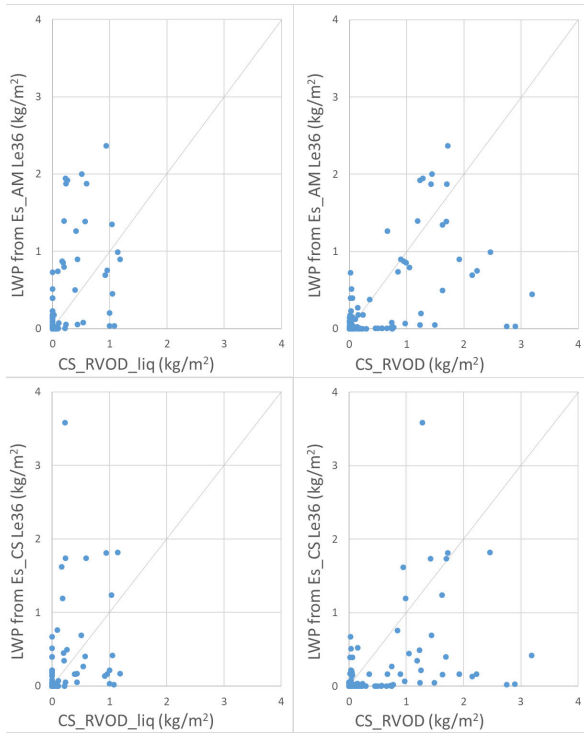 4
3
2
1
0
0 1 2 3 4
LWP from Es_AM Le36 (kg/m²)
CS_RVOD_liq (kg/m²)
4
3
2
1
0
0 1 2 3 4
LWP from Es_AM Le36 (kg/m²)
CS_RVOD (kg/m²)
4
3
2
1
0
0 1 2 3 4
LWP from Es_CS Le36 (kg/m²)
CS_RVOD_liq (kg/m²)
4
3
2
1
0
0 1 2 3 4
LWP from Es_CS Le36 (kg/m²)
CS_RVOD (kg/m²)